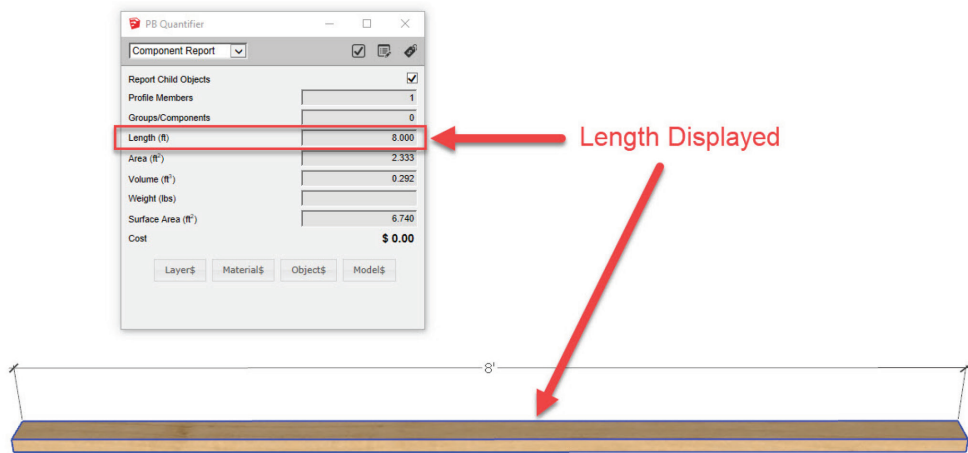 PB Quantifier
Component Report
Report Child Objects
Profile Members 1
Groups/Components 0
Length (ft) 8.000
Area (ft²) 2.333
Volume (ft³) 0.292
Weight (lbs)
Surface Area (ft²) 6.740
Cost $ 0.00
Layer$ Material$ Object$ Model$
Length Displayed
8'